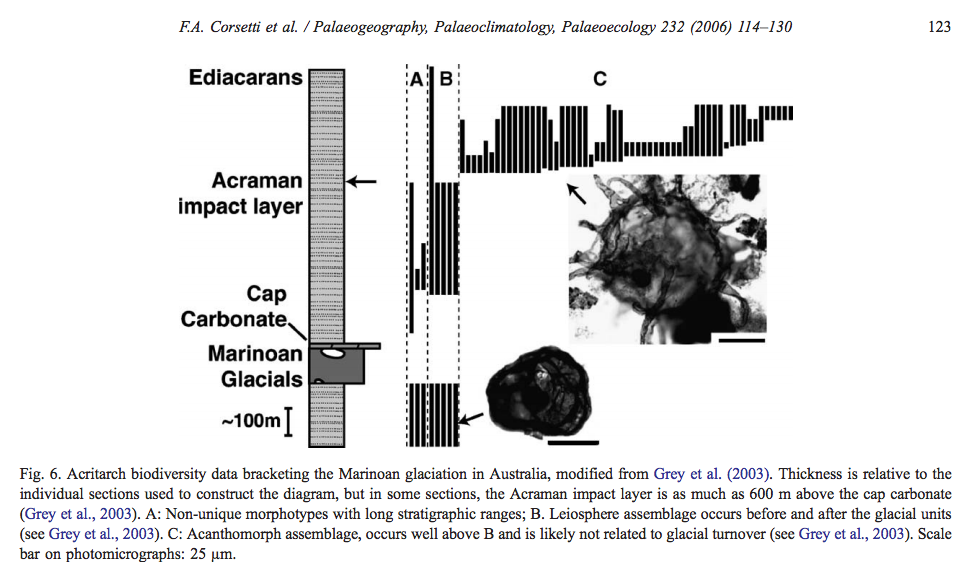 F.A. Corsetti et al. / Palaeogeography, Palaeoclimatology, Palaeoecology 232 (2006) 114–130
123
Ediacarans
A
B
C
Acraman
impact layer
Cap
Carbonate
Marinoan
Glacials
~100m
Fig. 6. Acritarch biodiversity data bracketing the Marinoan glaciation in Australia, modified from Grey et al. (2003). Thickness is relative to the
individual sections used to construct the diagram, but in some sections, the Acraman impact layer is as much as 600 m above the cap carbonate
(Grey et al., 2003). A: Non-unique morphotypes with long stratigraphic ranges; B. Leiosphere assemblage occurs before and after the glacial units
(see Grey et al., 2003). C: Acanthomorph assemblage, occurs well above B and is likely not related to glacial turnover (see Grey et al., 2003). Scale
bar on photomicrographs: 25 μm.